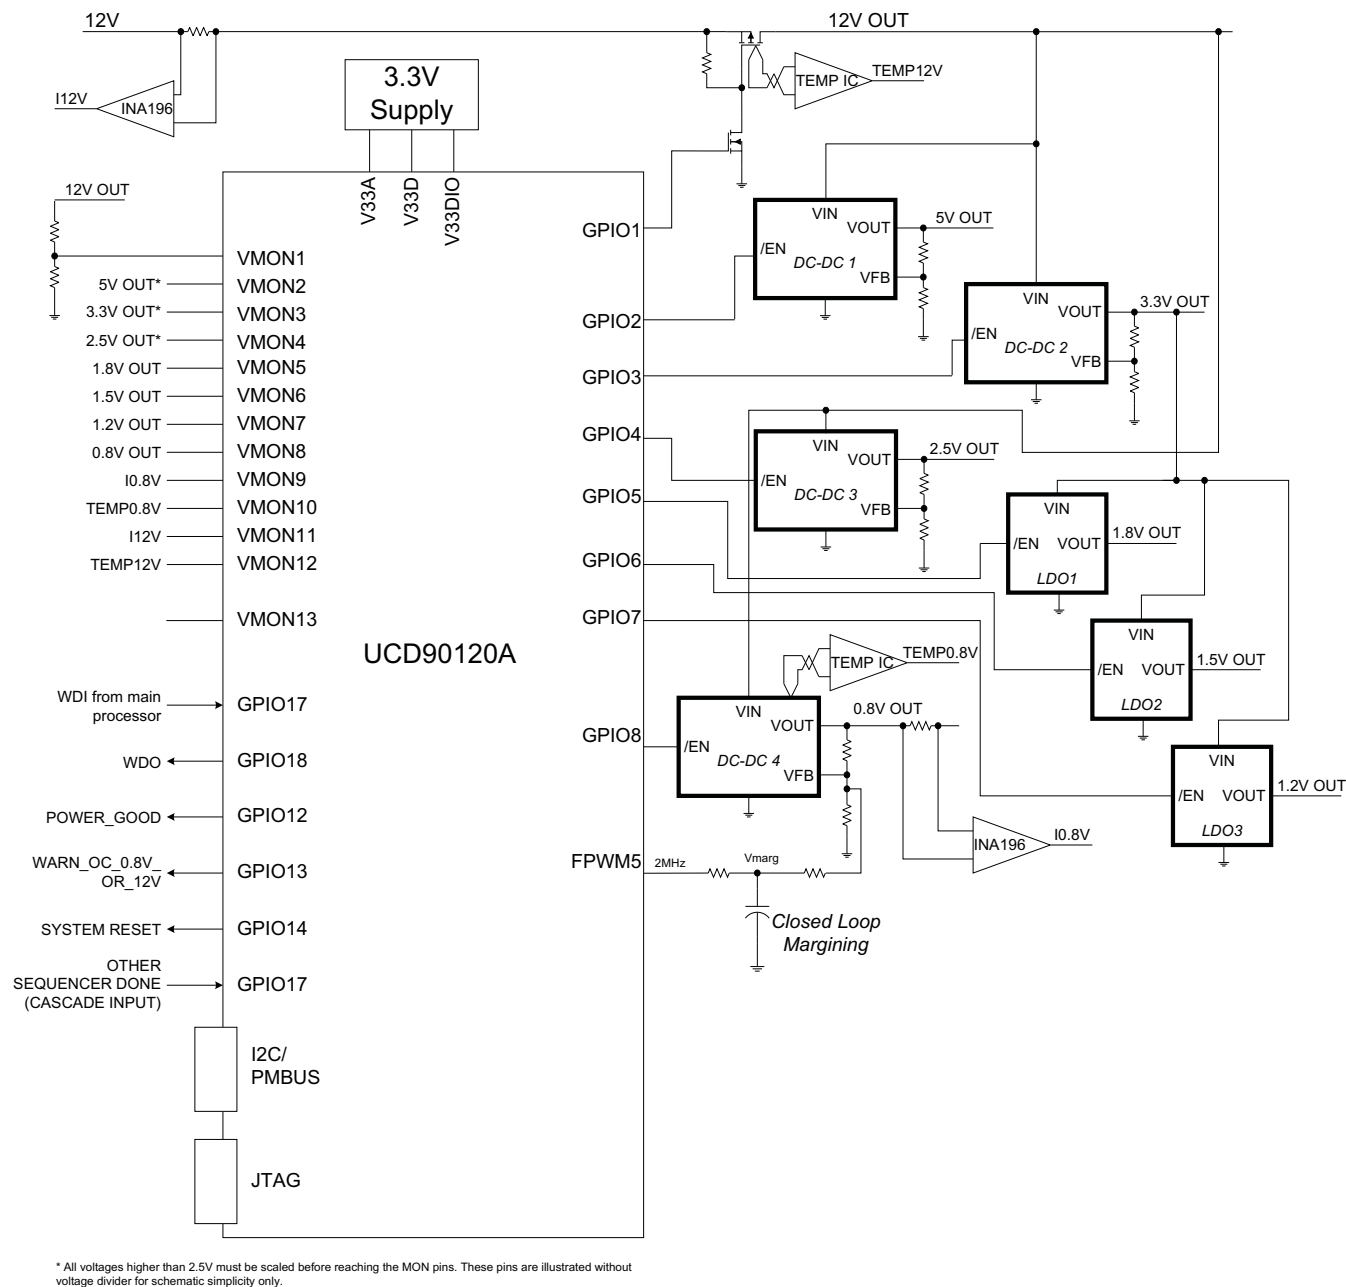 12V
12V OUT
3.3V
Supply
TEMP IC
TEMP12V
I12V
INA196
V33A
V33D
V33DIO
12V OUT
VMON1
5V OUT*
VMON2
3.3V OUT*
VMON3
2.5V OUT*
VMON4
1.8V OUT
VMON5
1.5V OUT
VMON6
1.2V OUT
VMON7
0.8V OUT
VMON8
I0.8V
VMON9
TEMP0.8V
VMON10
I12V
VMON11
TEMP12V
VMON12
VMON13
UCD90120A
WDI from main
processor
GPIO17
WDO
GPIO18
POWER_GOOD
GPIO12
WARN_OC_0.8V_
OR_12V
GPIO13
SYSTEM RESET
GPIO14
OTHER
SEQUENCER DONE
(CASCADE INPUT)
GPIO17
I2C/
PMBUS
JTAG
GPIO1
GPIO2
GPIO3
GPIO4
GPIO5
GPIO6
GPIO7
GPIO8
FPWM5
2MHz
Vmarg
Closed Loop
Margining
VIN
VOUT
/EN
DC-DC 1
VFB
5V OUT
VIN
VOUT
/EN
DC-DC 2
VFB
3.3V OUT
VIN
VOUT
/EN
DC-DC 3
VFB
2.5V OUT
VIN
/EN
VOUT
LDO1
1.8V OUT
VIN
/EN
VOUT
LDO2
1.5V OUT
VIN
/EN
VOUT
LDO3
1.2V OUT
TEMP IC
TEMP0.8V
VIN
VOUT
/EN
DC-DC 4
VFB
0.8V OUT
INA196
I0.8V
* All voltages higher than 2.5V must be scaled before reaching the MON pins. These pins are illustrated without
voltage divider for schematic simplicity only.